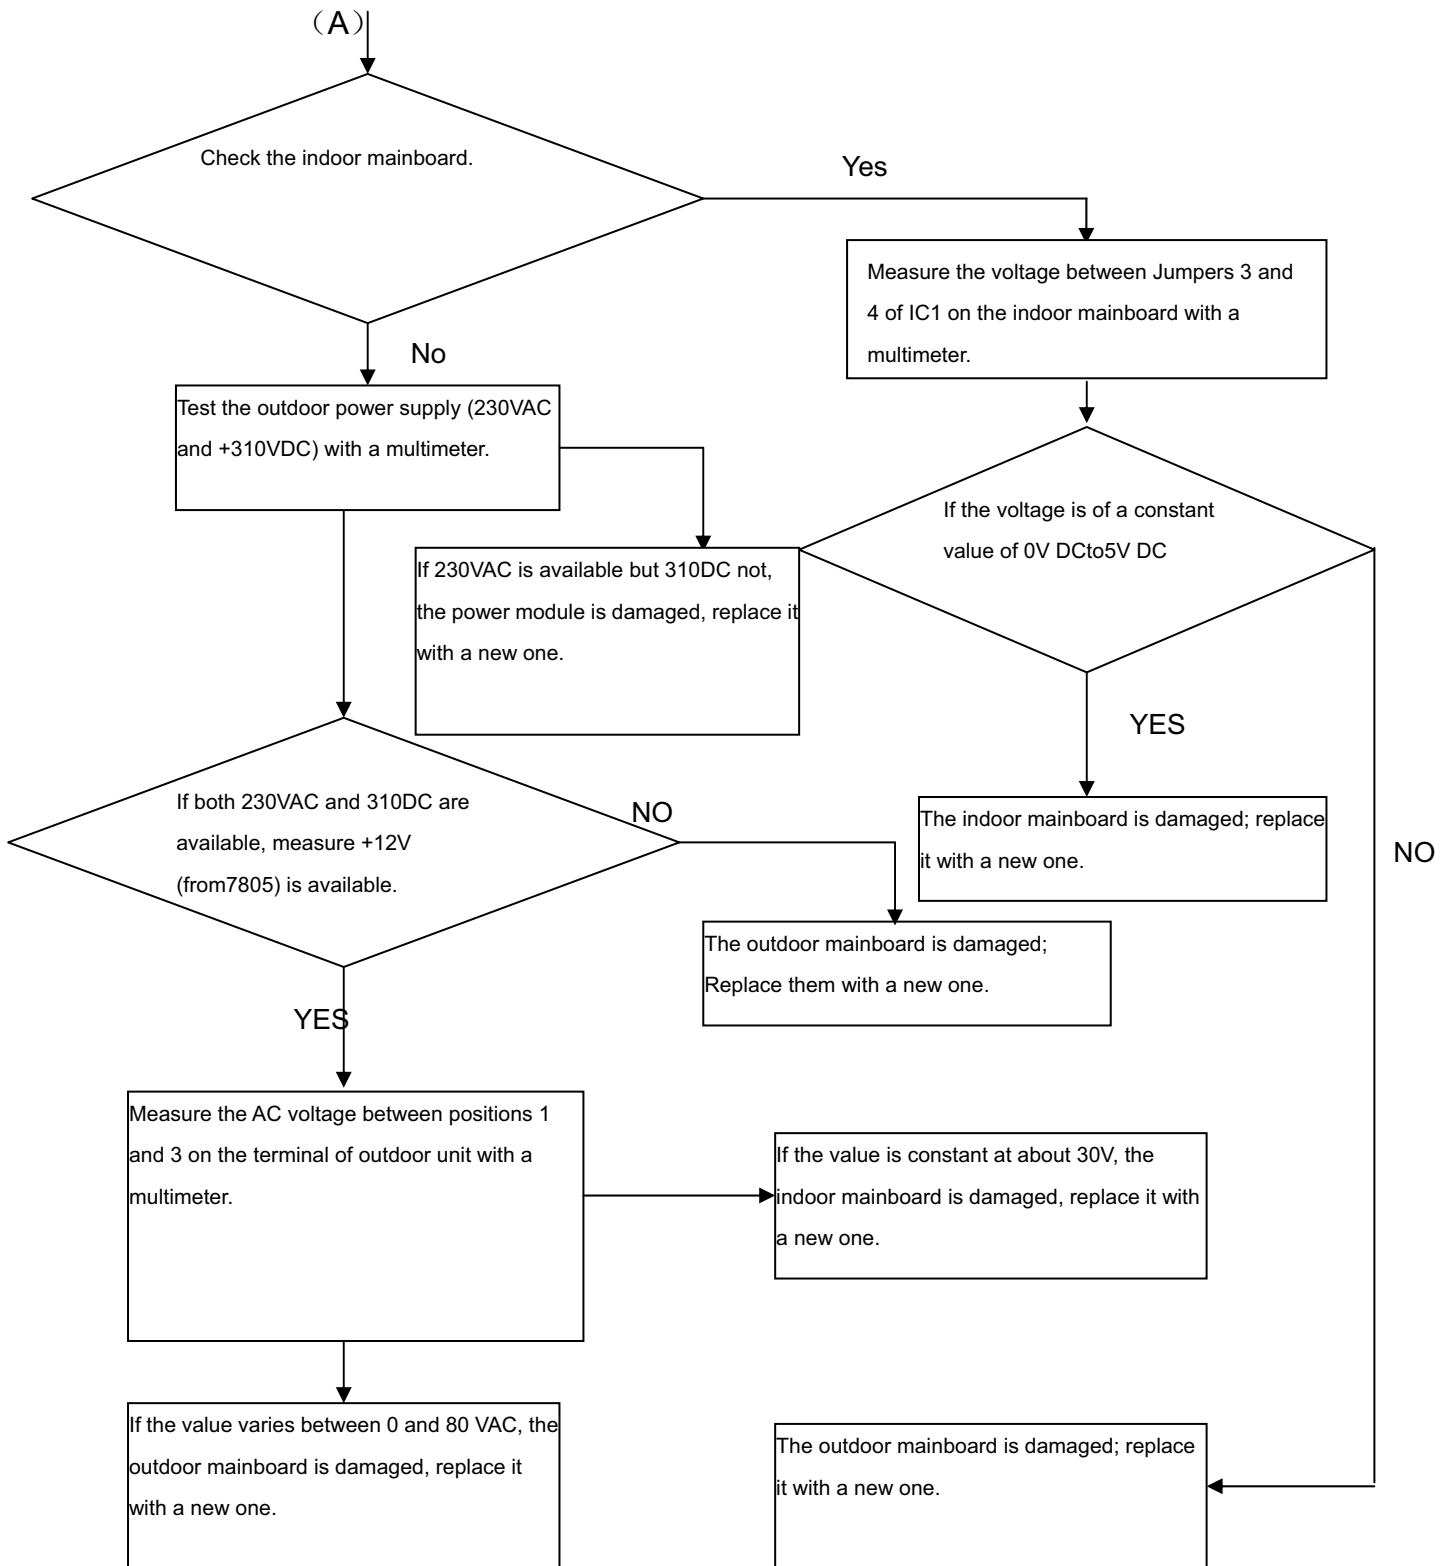 （A）
Check the indoor mainboard.
Yes
Measure the voltage between Jumpers 3 and
4 of IC1 on the indoor mainboard with a
multimeter.
No
Test the outdoor power supply (230VAC
and +310VDC) with a multimeter.
If the voltage is of a constant
value of 0V DCto5V DC
If 230VAC is available but 310DC not,
the power module is damaged, replace it
with a new one.
YES
If both 230VAC and 310DC are
available, measure +12V
(from7805) is available.
NO
The indoor mainboard is damaged; replace
it with a new one.
NO
The outdoor mainboard is damaged;
Replace them with a new one.
YES
Measure the AC voltage between positions 1
and 3 on the terminal of outdoor unit with a
multimeter.
If the value is constant at about 30V, the
indoor mainboard is damaged, replace it with
a new one.
If the value varies between 0 and 80 VAC, the
outdoor mainboard is damaged, replace it
with a new one.
The outdoor mainboard is damaged; replace
it with a new one.